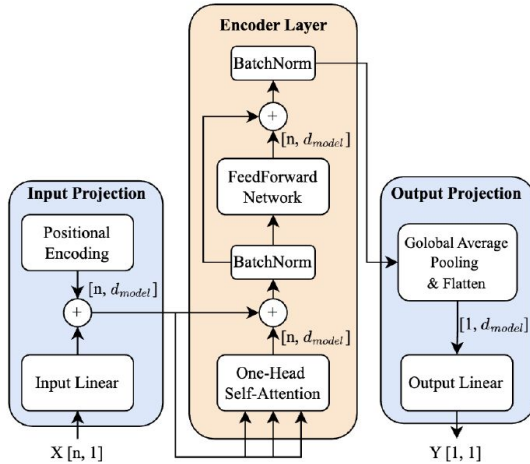 Input Projection
Positional
Encoding
[n, d_model]
+
Input Linear
X [n, 1]
Encoder Layer
BatchNorm
+
[n, d_model]
FeedForward
Network
BatchNorm
+
[n, d_model]
One-Head
Self-Attention
Output Projection
Golobal Average
Pooling
& Flatten
[1, d_model]
Output Linear
Y [1, 1]